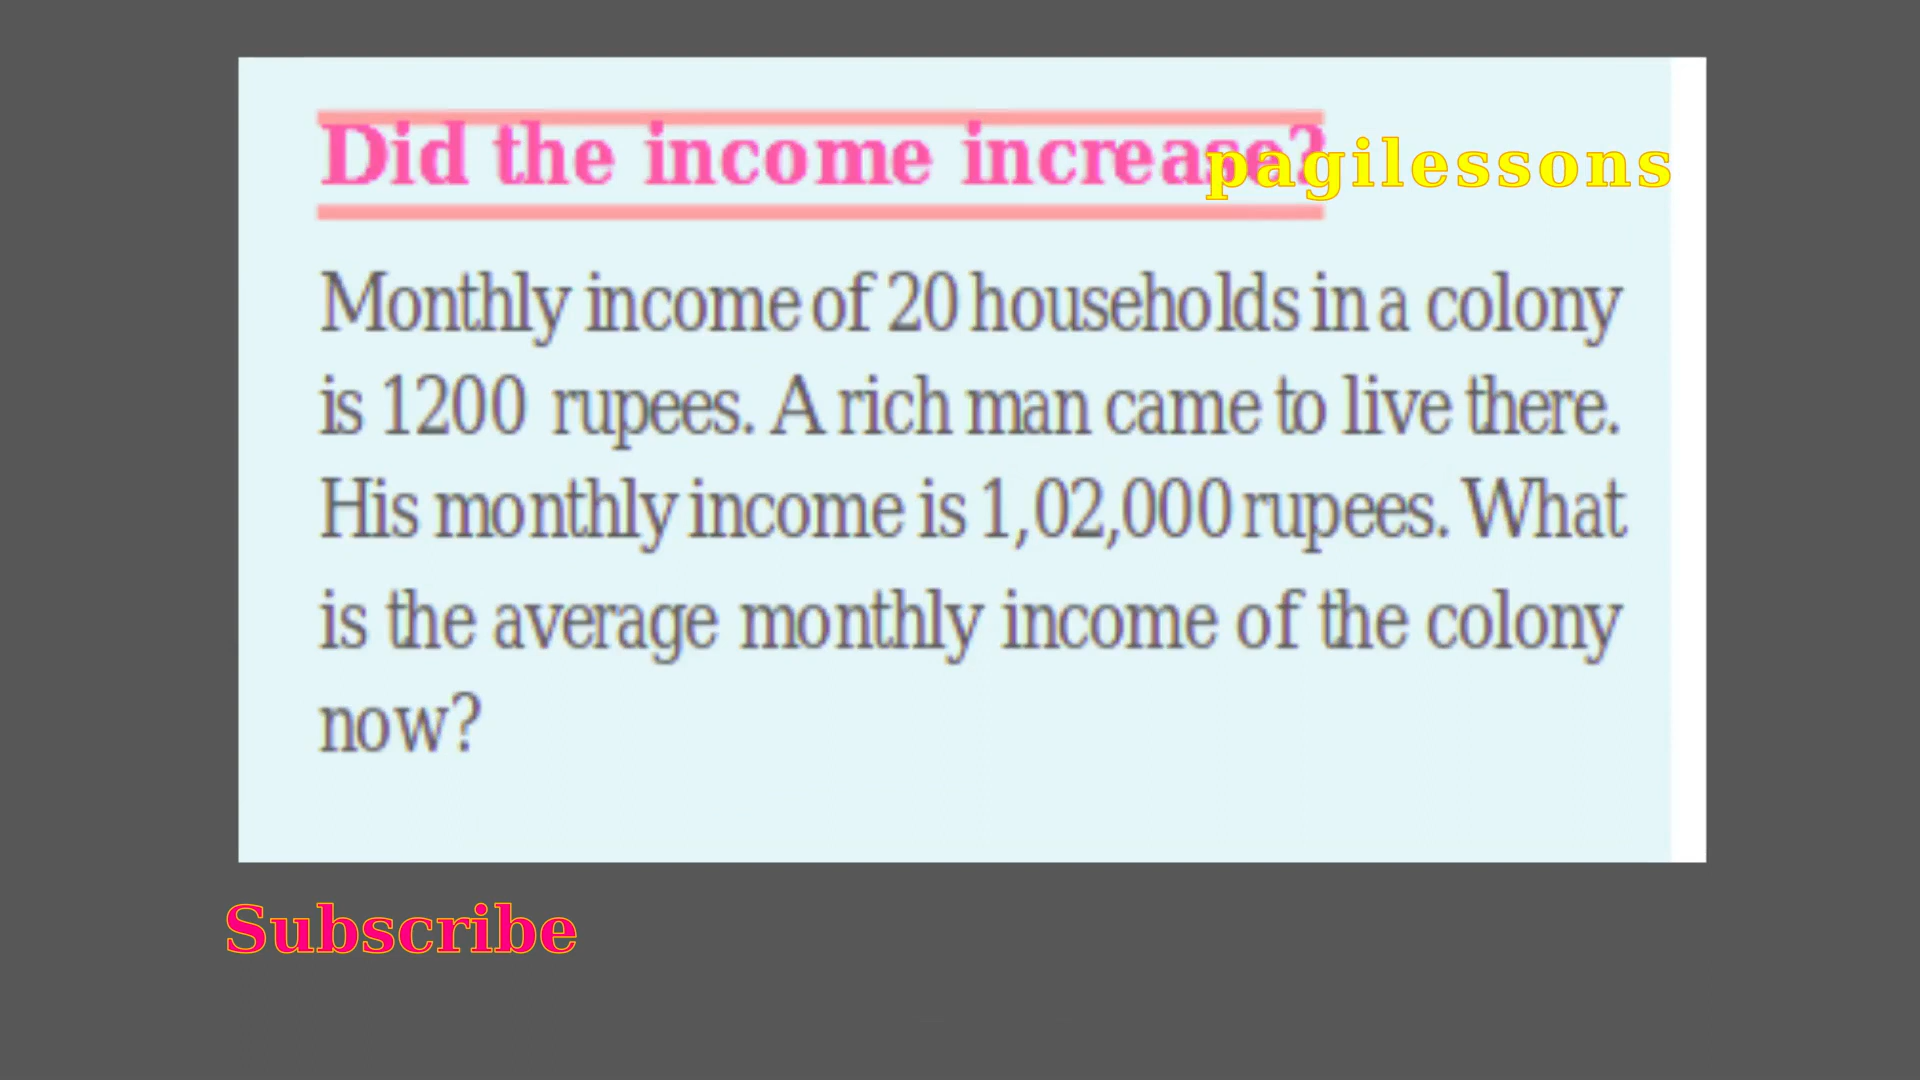 Did the income increase?
pagilessons
Monthly income of 20 households in a colony
is 1200 rupees. A rich man came to live there.
His monthly income is 1,02,000 rupees. What
is the average monthly income of the colony
now?
Subscribe